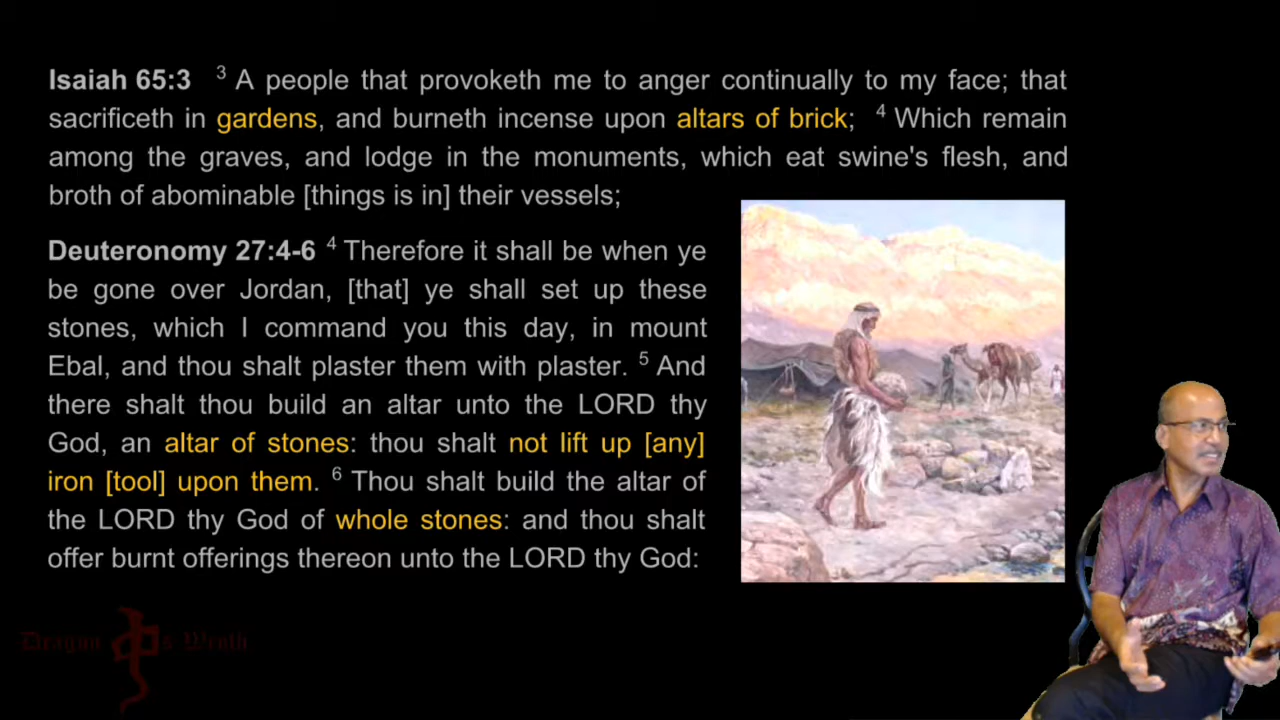 Isaiah 65:3 3 A people that provoketh me to anger continually to my face; that
sacrificeth in gardens, and burneth incense upon altars of brick; 4 Which remain
among the graves, and lodge in the monuments, which eat swine's flesh, and
broth of abominable [things is in] their vessels;
Deuteronomy 27:4-6 4 Therefore it shall be when ye
be gone over Jordan, [that] ye shall set up these
stones, which I command you this day, in mount
Ebal, and thou shalt plaster them with plaster. 5 And
there shalt thou build an altar unto the LORD thy
God, an altar of stones: thou shalt not lift up [any]
iron [tool] upon them. 6 Thou shalt build the altar of
the LORD thy God of whole stones: and thou shalt
offer burnt offerings thereon unto the LORD thy God:
Dragon s Wrath